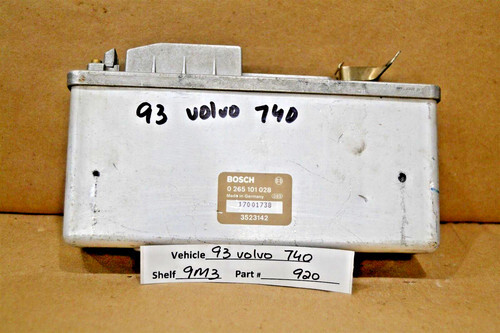 93 volvo 740
BOSCH
0 265 101 028
Made in Germany
17001738
3523142
Vehicle 93 volvo 740
Shelf 9M3 Part # 920